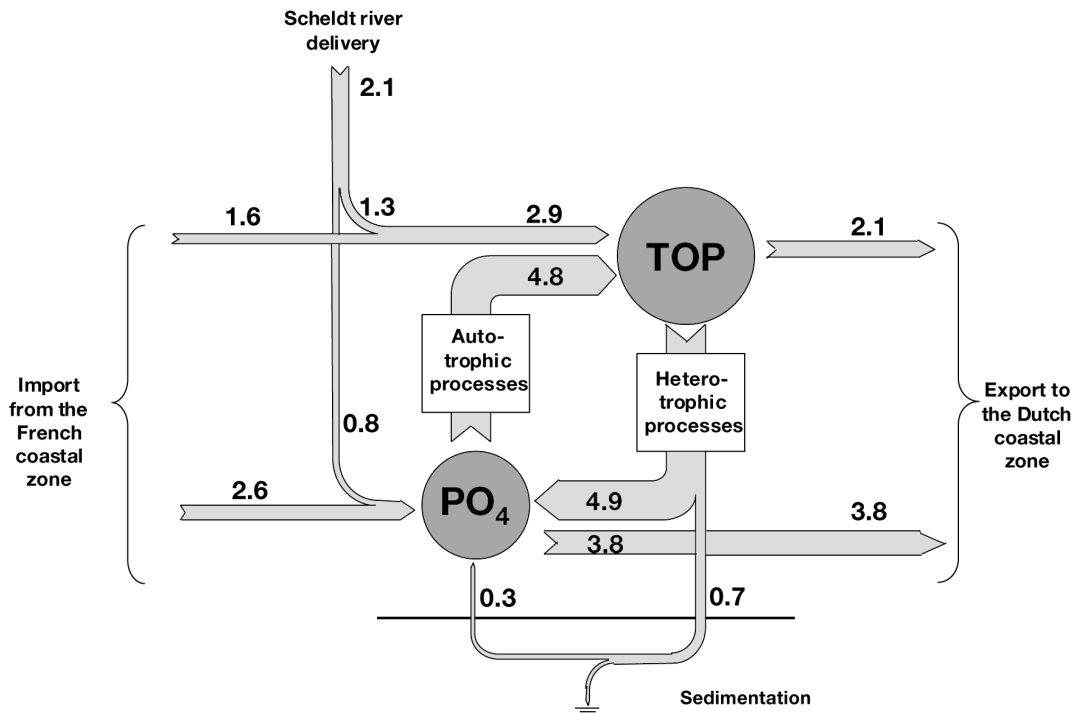 Scheldt river
delivery
2.1
1.6
1.3
2.9
TOP
2.1
4.8
Auto-
trophic
processes
Hetero-
trophic
processes
Import
from the
French
coastal
zone
Export to
the Dutch
coastal
zone
0.8
2.6
PO4
4.9
3.8
3.8
0.3
0.7
Sedimentation